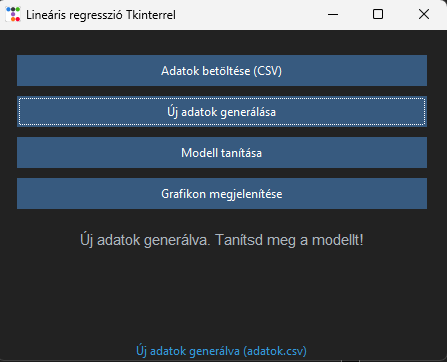 Lineáris regresszió Tkinterrel
Adatok betöltése (CSV)
Új adatok generálása
Modell tanítása
Grafikon megjelenítése
Új adatok generálva. Tanítsd meg a modellt!
Új adatok generálva (adatok.csv)